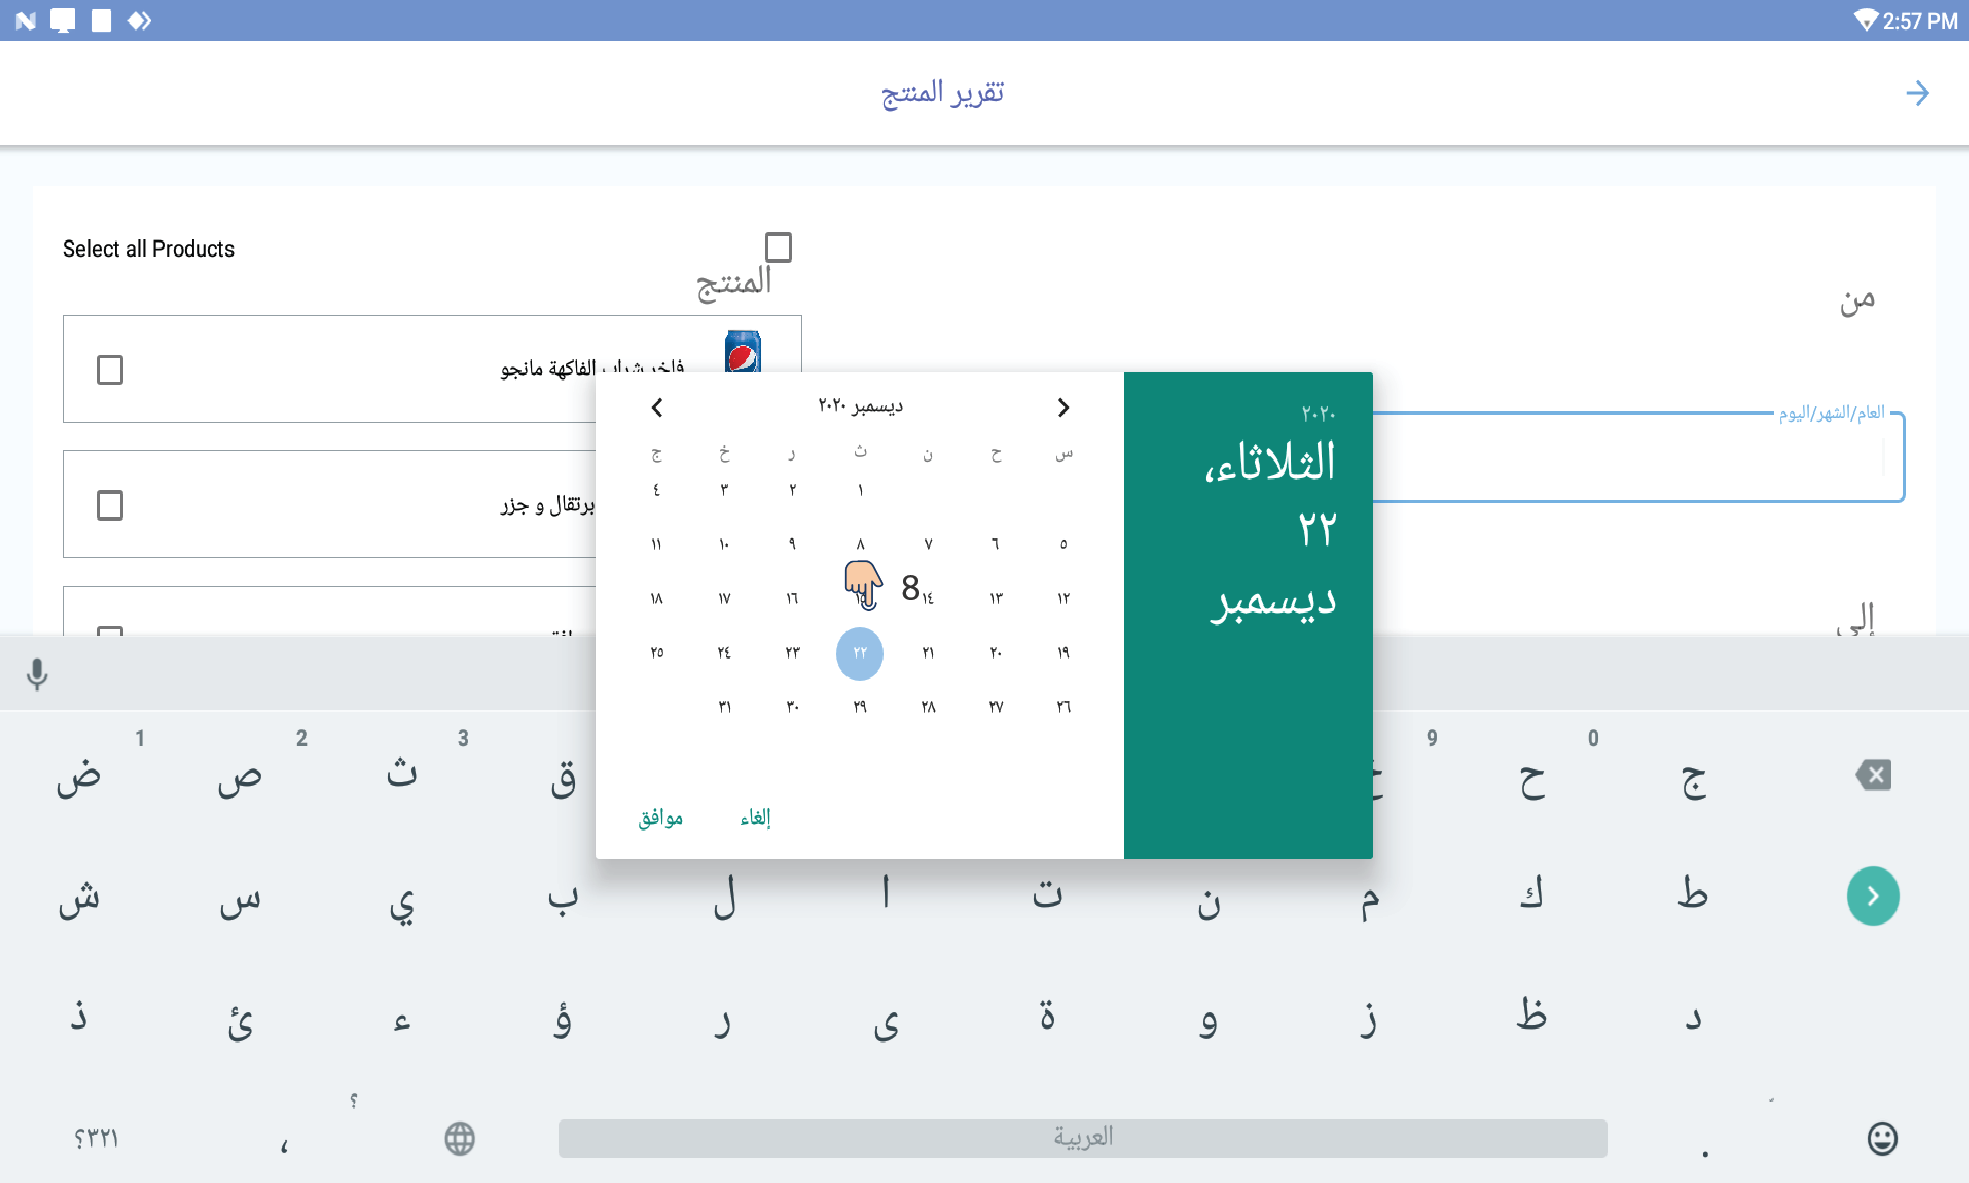 2:57 PM
تقرير المنتج
Select all Products
المنتج
من
فاخر شراب الفاكهة مانجو
العام/الشهر/اليوم
برتقال و جزر
إلى
٢٠٢٠
الثلاثاء،
٢٢
ديسمبر
ديسمبر ٢٠٢٠
س ح ن ث ر خ ج
١ ٢ ٣ ٤
٥ ٦ ٧ ٨ ٩ ١٠ ١١
١٢ ١٣ ١٤ ١٥ ١٦ ١٧ ١٨
8
١٩ ٢٠ ٢١ ٢٢ ٢٣ ٢٤ ٢٥
٢٦ ٢٧ ٢٨ ٢٩ ٣٠ ٣١
إلغاء موافق
1 2 3 9 0
ض ص ث ق خ ح ج
ش س ي ب ل ا ت ن م ك ط
ذ ئ ء ؤ ر ى ة و ز ظ د
؟
٣٢١؟ ، العربية .